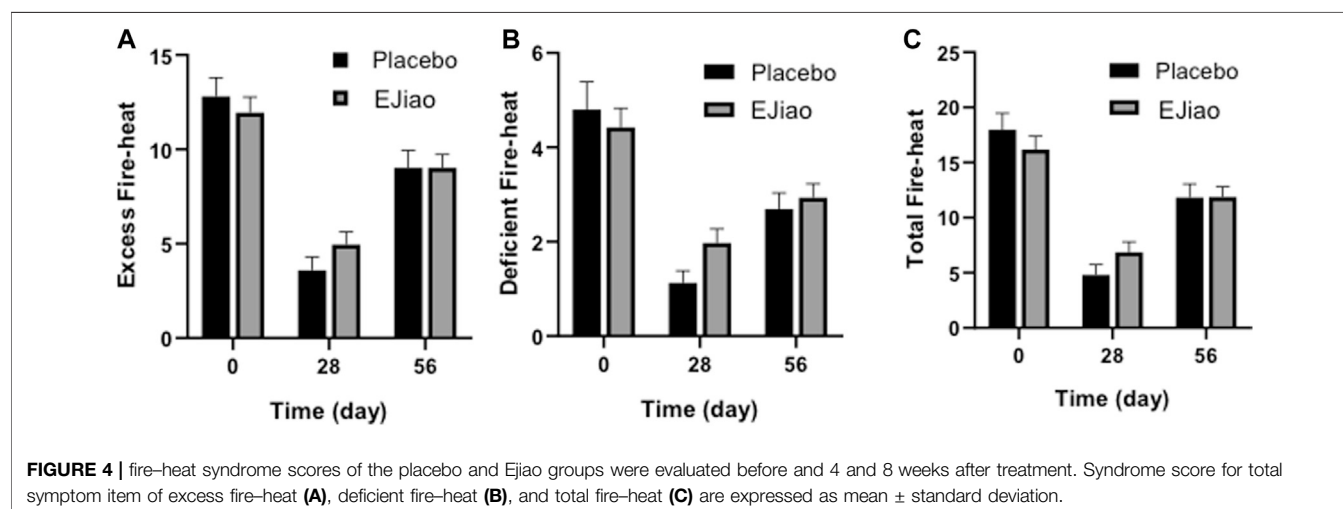 A
Excess Fire-heat
15
10
5
0
Placebo
EJiao
0 28 56
Time (day)
B
Deficient Fire-heat
6
4
2
0
Placebo
EJiao
0 28 56
Time (day)
C
Total Fire-heat
25
20
15
10
5
0
Placebo
EJiao
0 28 56
Time (day)
FIGURE 4 | fire–heat syndrome scores of the placebo and Ejiao groups were evaluated before and 4 and 8 weeks after treatment. Syndrome score for total
symptom item of excess fire–heat (A), deficient fire–heat (B), and total fire–heat (C) are expressed as mean ± standard deviation.